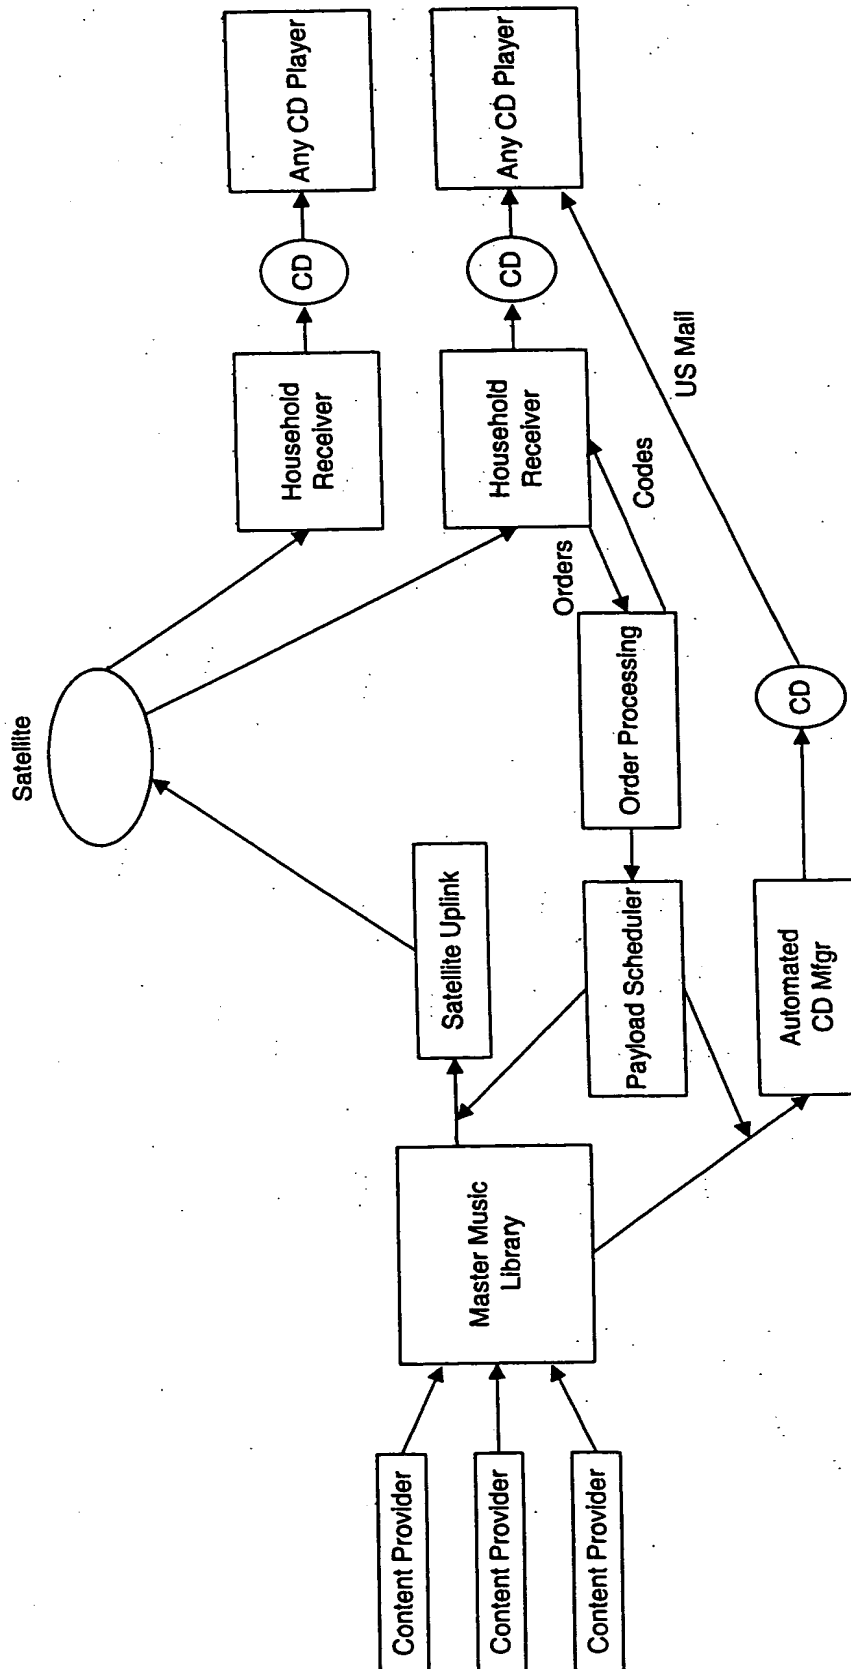 Satellite
Content Provider
Content Provider
Content Provider
Master Music
Library
Satellite Uplink
Payload Scheduler
Order Processing
Orders
Codes
Household
Receiver
CD
Any CD Player
Household
Receiver
CD
Any CD Player
Automated
CD Mfgr
CD
US Mail